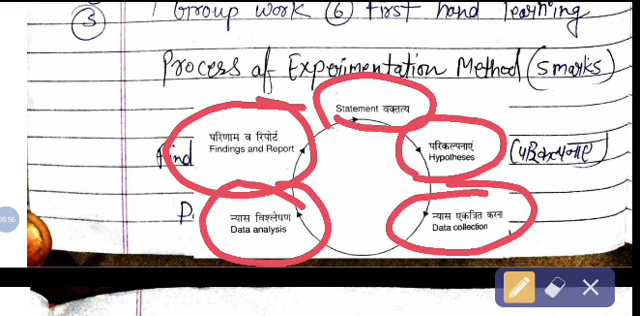 ③ Group work ⑥ First hand learning
Process of Experimentation Method (5 marks)
Statement वक्तत्य
परिणाम व रिपोर्ट
Findings and Report
परिकल्पनाएं
Hypotheses
Find
(परिकल्पनाएं)
न्यास विश्लेषण
Data analysis
न्यास एकत्रित करना
Data collection